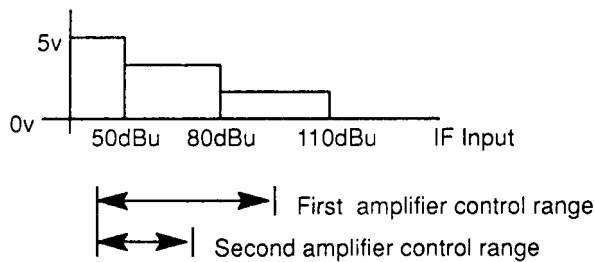 5v
0v
50dBu 80dBu 110dBu IF Input
First amplifier control range
Second amplifier control range